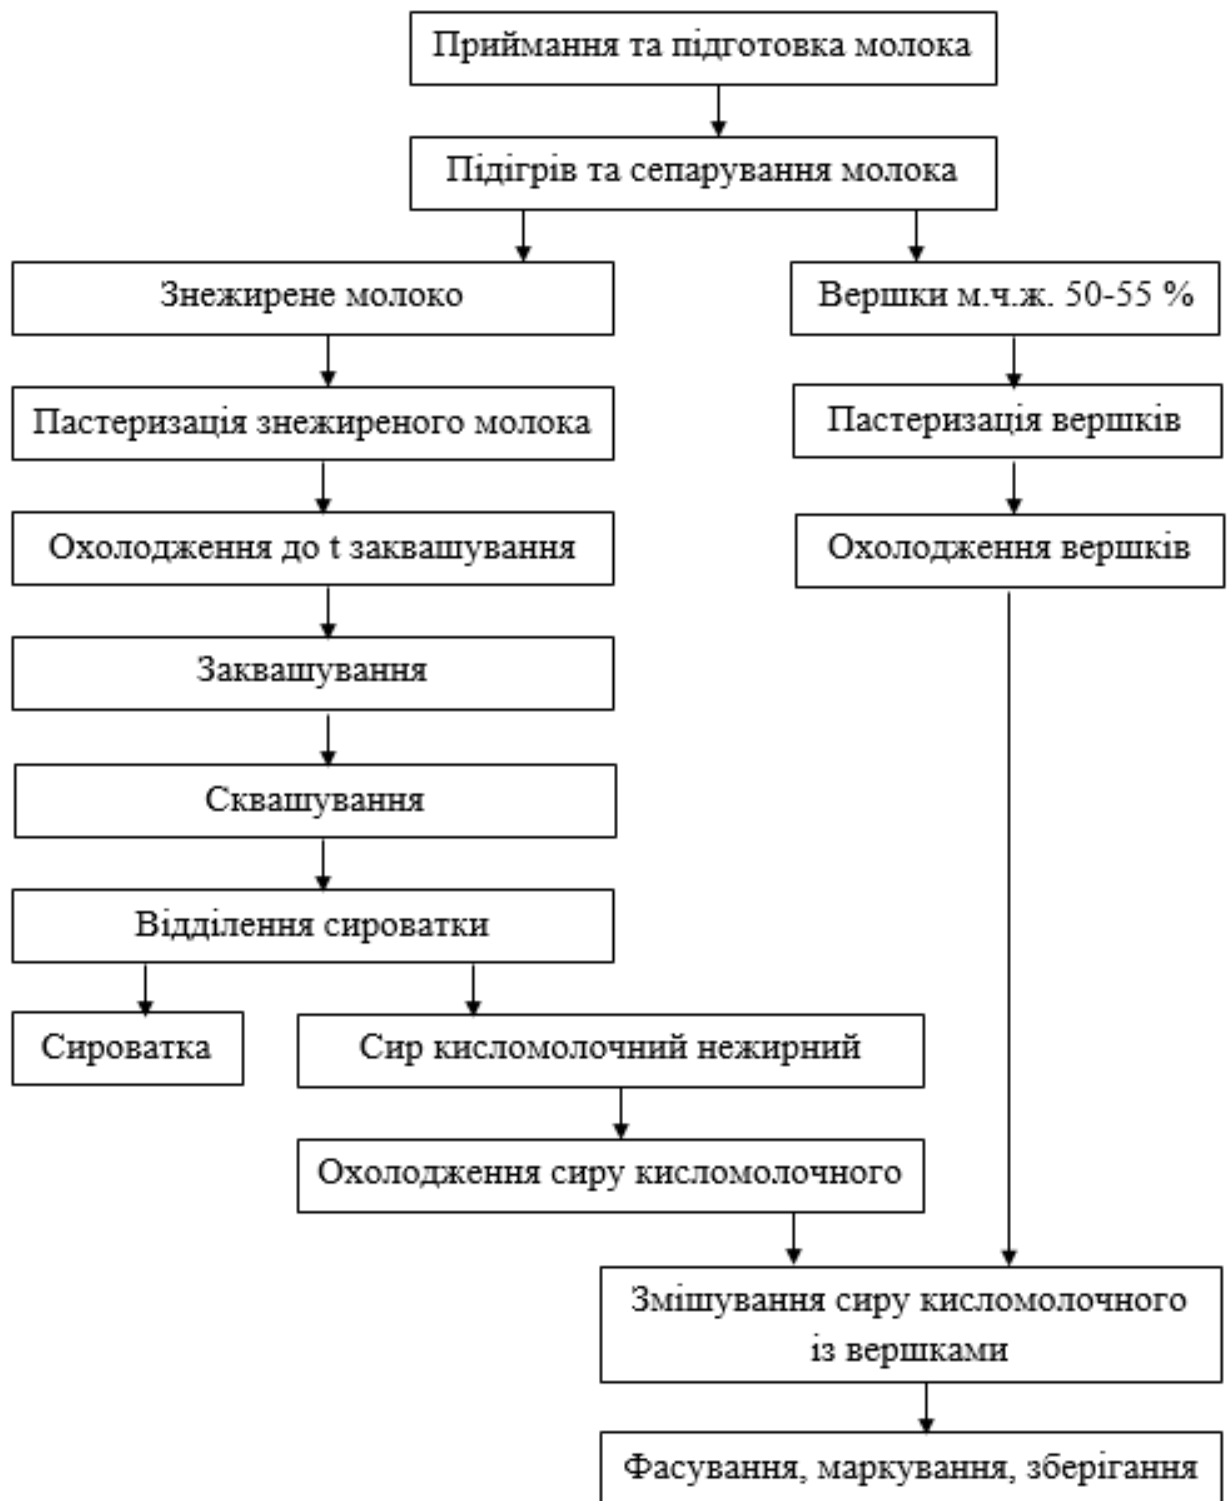 Приймання та підготовка молока
Підігрів та сепарування молока
Знежирене молоко
Вершки м.ч.ж. 50-55 %
Пастеризація знежиреного молока
Пастеризація вершків
Охолодження до t заквашування
Охолодження вершків
Заквашування
Сквашування
Відділення сироватки
Сироватка
Сир кисломолочний нежирний
Охолодження сиру кисломолочного
Змішування сиру кисломолочного
із вершками
Фасування, маркування, зберігання